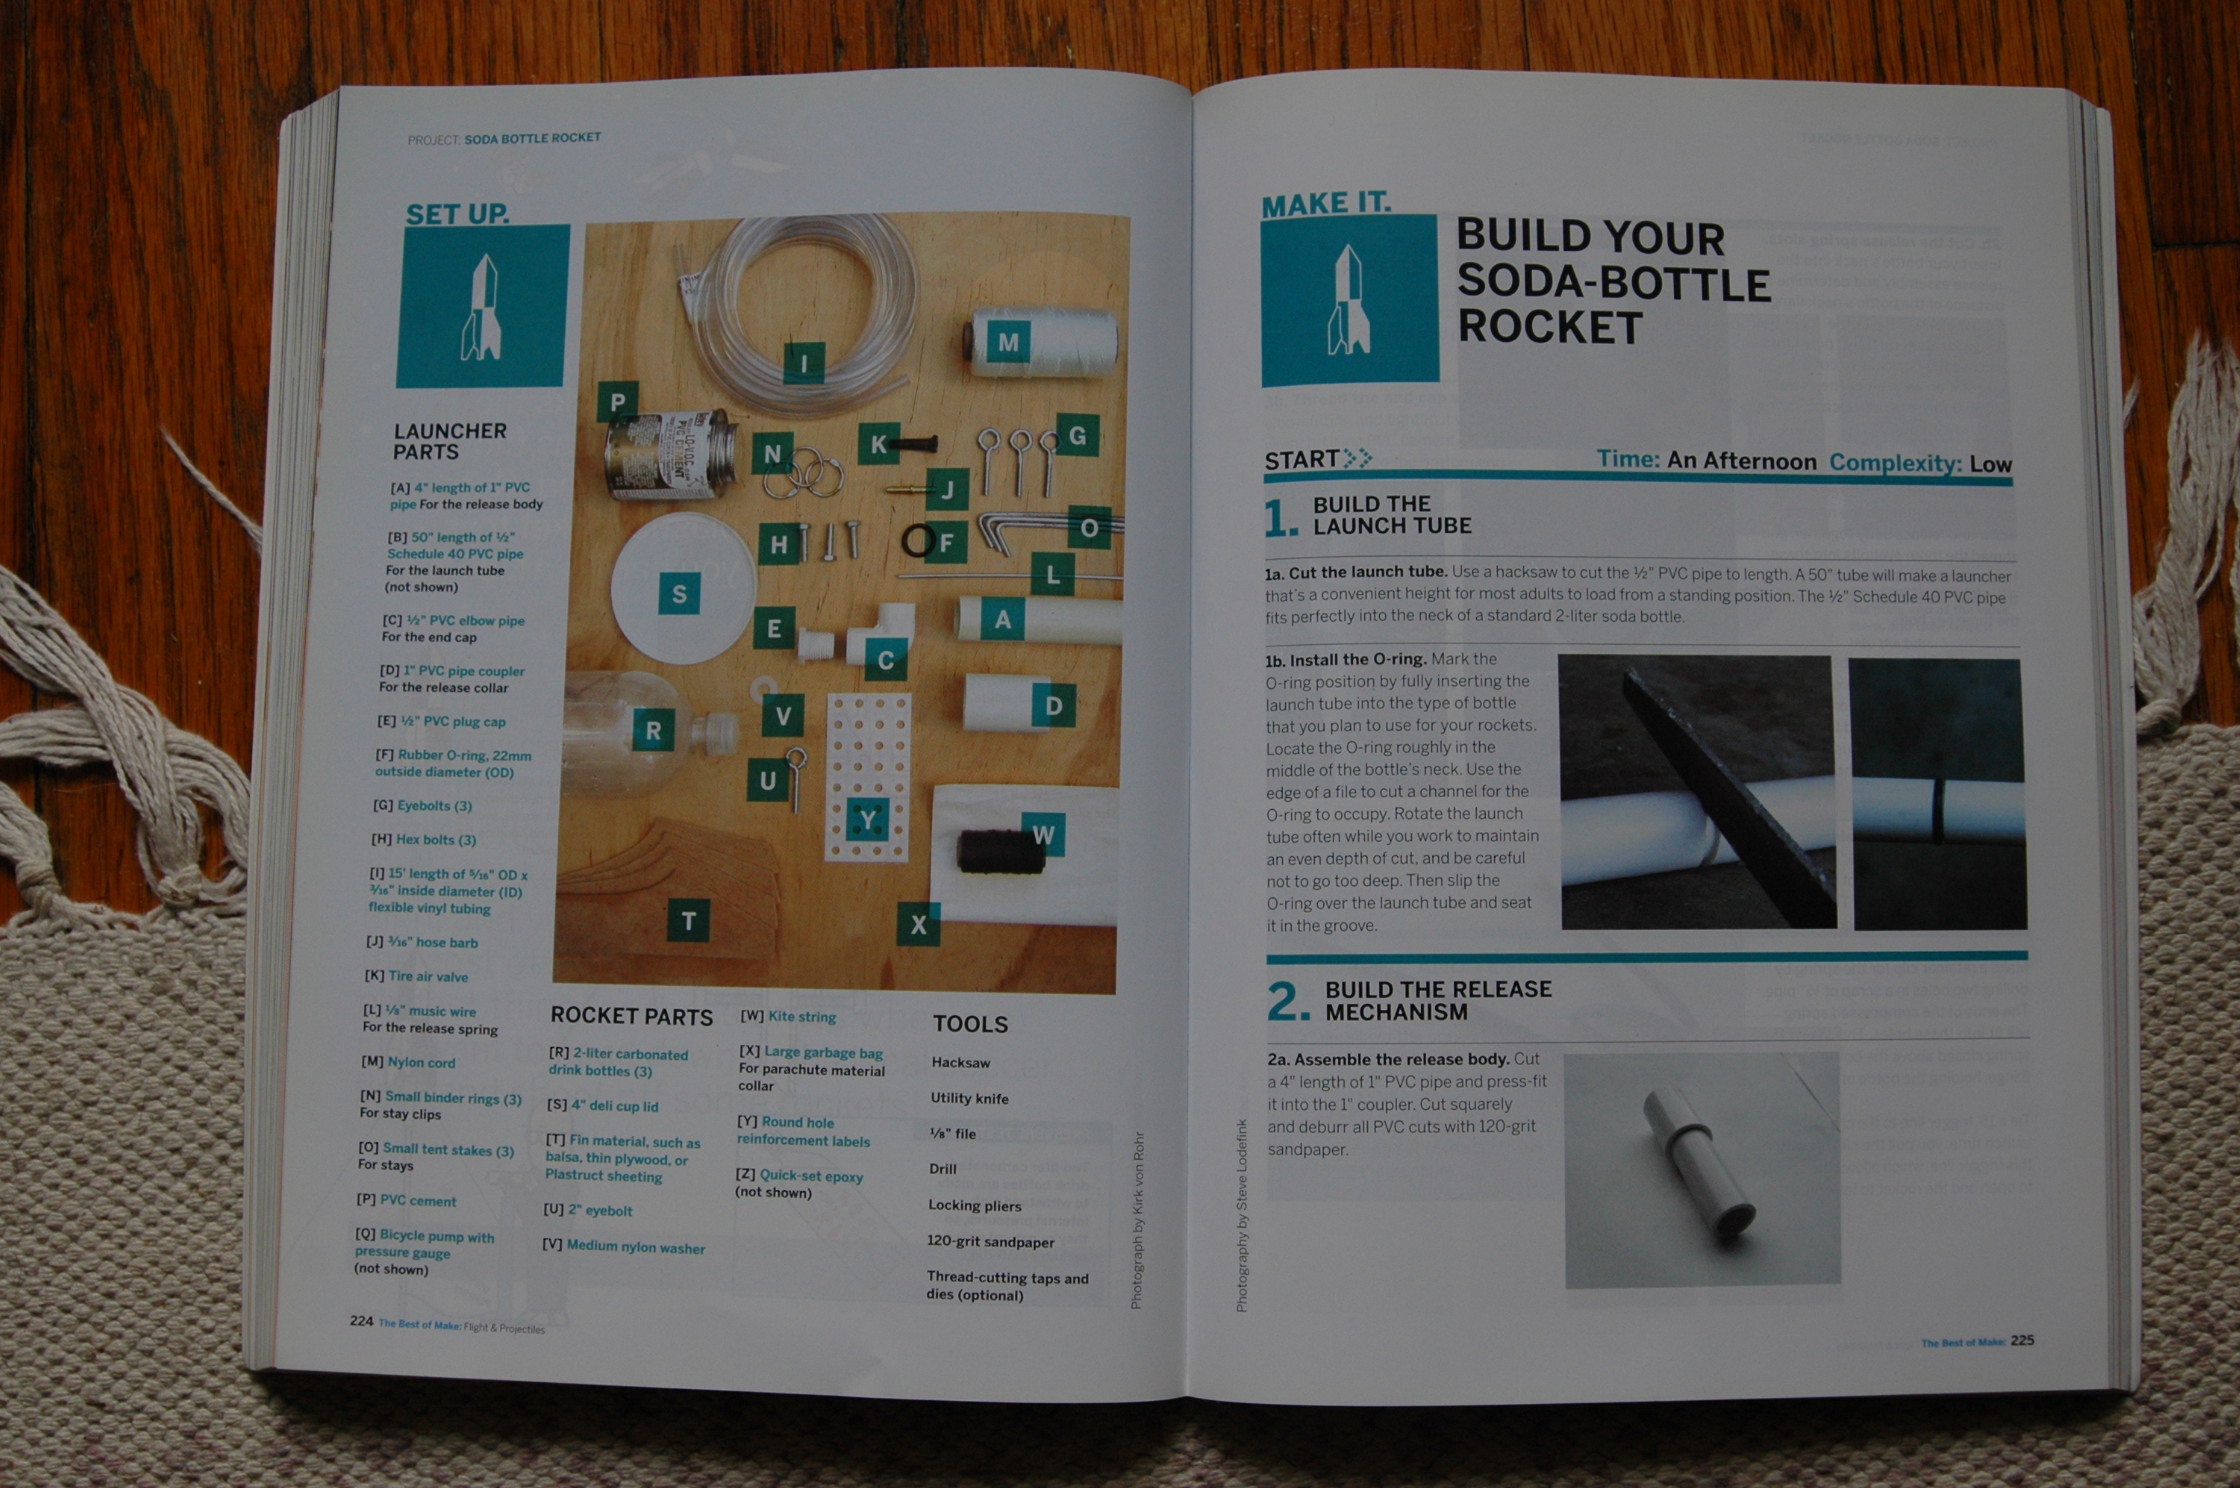 PROJECT: SODA BOTTLE ROCKET
SET UP.
M
G
I
K
J
O
N
F
L
P
H
A
S
E
C
D
R
V
U
Y
W
T
X
LAUNCHER
PARTS
[A] 4" length of 1" PVC
pipe For the release body
[B] 50" length of ½"
Schedule 40 PVC pipe
For the launch tube
(not shown)
[C] ½" PVC elbow pipe
For the end cap
[D] 1" PVC pipe coupler
For the release collar
[E] ½" PVC plug cap
[F] Rubber O-ring, 22mm
outside diameter (OD)
[G] Eyebolts (3)
[H] Hex bolts (3)
[I] 15' length of 5/16" OD x
3/16" inside diameter (ID)
flexible vinyl tubing
[J] 3/16" hose barb
[K] Tire air valve
[L] ⅛" music wire
For the release spring
[M] Nylon cord
[N] Small binder rings (3)
For stay clips
[O] Small tent stakes (3)
For stays
[P] PVC cement
[Q] Bicycle pump with
pressure gauge
(not shown)
ROCKET PARTS
[R] 2-liter carbonated
drink bottles (3)
[S] 4" deli cup lid
[T] Fin material, such as
balsa, thin plywood, or
Plastruct sheeting
[U] 2" eyebolt
[V] Medium nylon washer
[W] Kite string
[X] Large garbage bag
For parachute material
collar
[Y] Round hole
reinforcement labels
[Z] Quick-set epoxy
(not shown)
TOOLS
Hacksaw
Utility knife
⅛" file
Drill
Locking pliers
120-grit sandpaper
Thread-cutting taps and
dies (optional)
LO-V.O.C.
PVC CEMENT
Photograph by Kirk von Rohr
224 The Best of Make: Flight & Projectiles
MAKE IT.
BUILD YOUR
SODA-BOTTLE
ROCKET
START>> Time: An Afternoon Complexity: Low
1. BUILD THE
LAUNCH TUBE
1a. Cut the launch tube. Use a hacksaw to cut the ½" PVC pipe to length. A 50" tube will make a launcher
that's a convenient height for most adults to load from a standing position. The ½" Schedule 40 PVC pipe
fits perfectly into the neck of a standard 2-liter soda bottle.
1b. Install the O-ring. Mark the
O-ring position by fully inserting the
launch tube into the type of bottle
that you plan to use for your rockets.
Locate the O-ring roughly in the
middle of the bottle's neck. Use the
edge of a file to cut a channel for the
O-ring to occupy. Rotate the launch
tube often while you work to maintain
an even depth of cut, and be careful
not to go too deep. Then slip the
O-ring over the launch tube and seat
it in the groove.
2. BUILD THE RELEASE
MECHANISM
2a. Assemble the release body. Cut
a 4" length of 1" PVC pipe and press-fit
it into the 1" coupler. Cut squarely
and deburr all PVC cuts with 120-grit
sandpaper.
Photography by Steve Lodefink
The Best of Make: 225